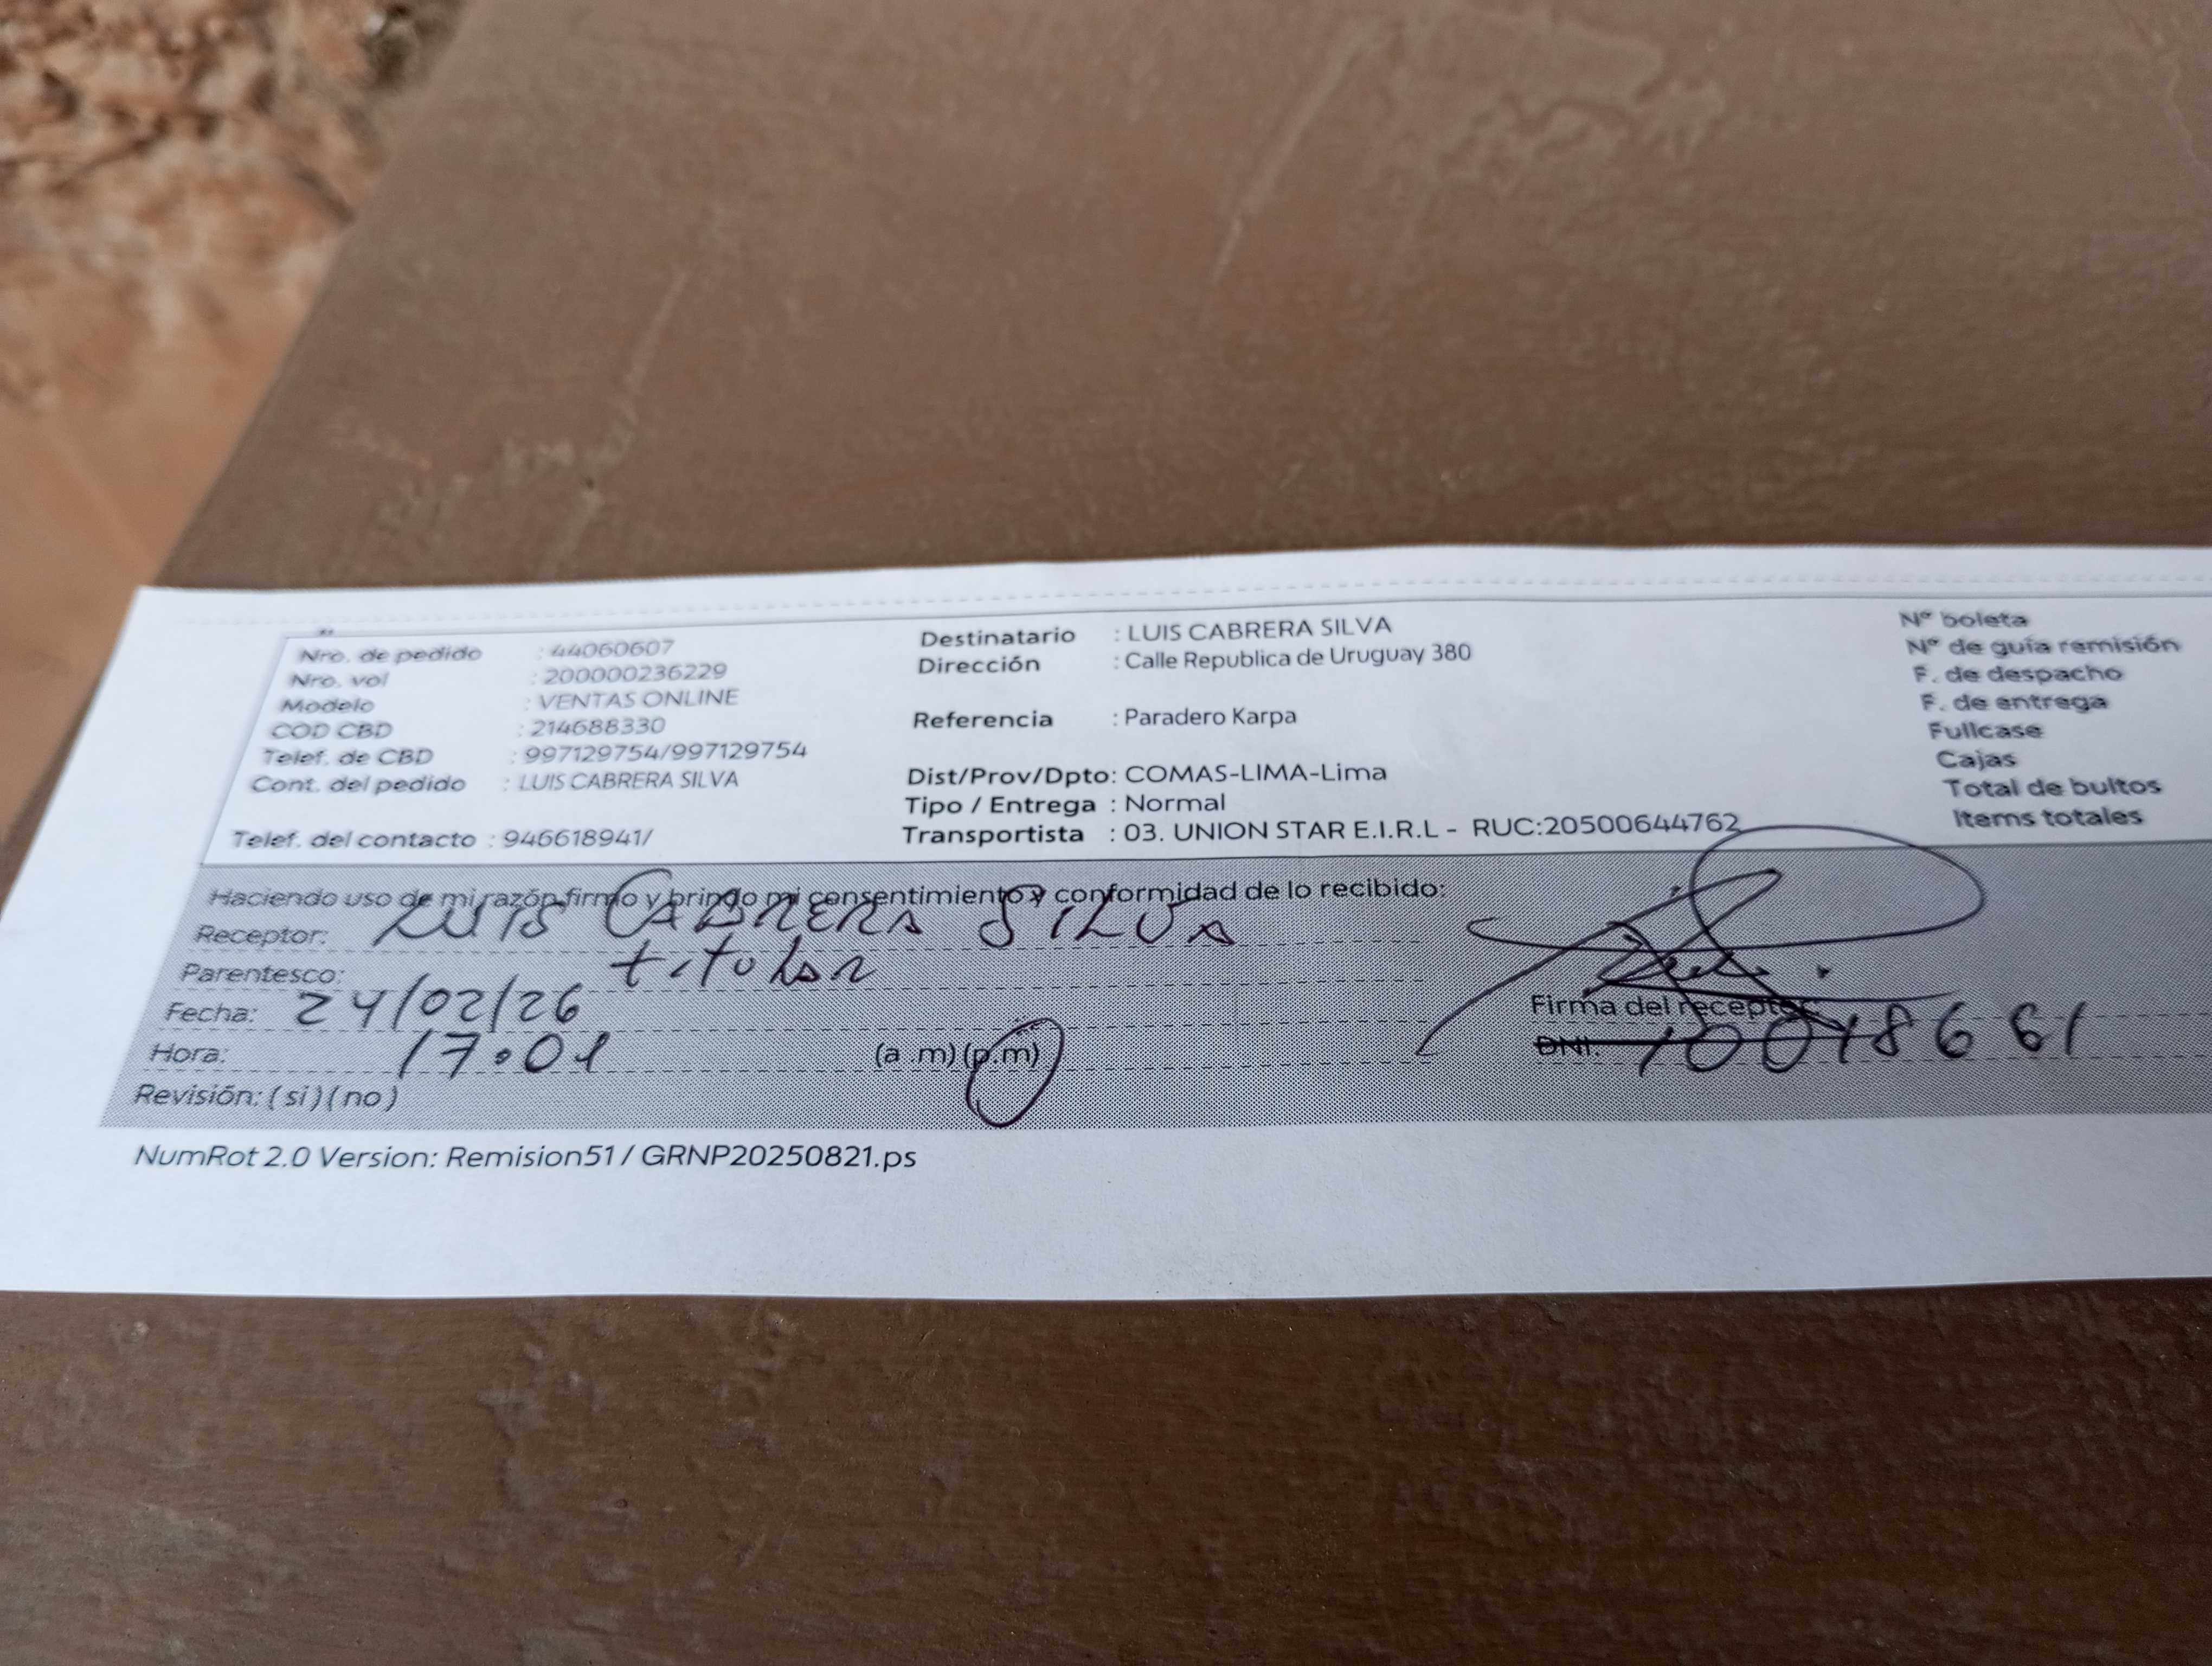 Nro. de pedido : 44060607
Nro. vol : 200000236229
Modelo : VENTAS ONLINE
COD CBD : 214688330
Telef. de CBD : 997129754/997129754
Cont. del pedido : LUIS CABRERA SILVA
Telef. del contacto : 946618941/
Destinatario : LUIS CABRERA SILVA
Dirección : Calle Republica de Uruguay 380
Referencia : Paradero Karpa
Dist/Prov/Dpto: COMAS-LIMA-Lima
Tipo / Entrega : Normal
Transportista : 03. UNION STAR E.I.R.L - RUC:20500644762
N° boleta
N° de guía remisión
F. de despacho
F. de entrega
Fullcase
Cajas
Total de bultos
Items totales
Haciendo uso de mi razón,firmo y bringo mi consentimiento y conformidad de lo recibido:
Receptor: LUIS CABRERA SILVA
Parentesco: titular
Fecha: 24/02/26
Hora: 17:01 (a .m) (p.m)
Revisión: ( si ) ( no )
Firma del receptor
DNI: 10018661
NumRot 2.0 Version: Remision51 / GRNP20250821.ps